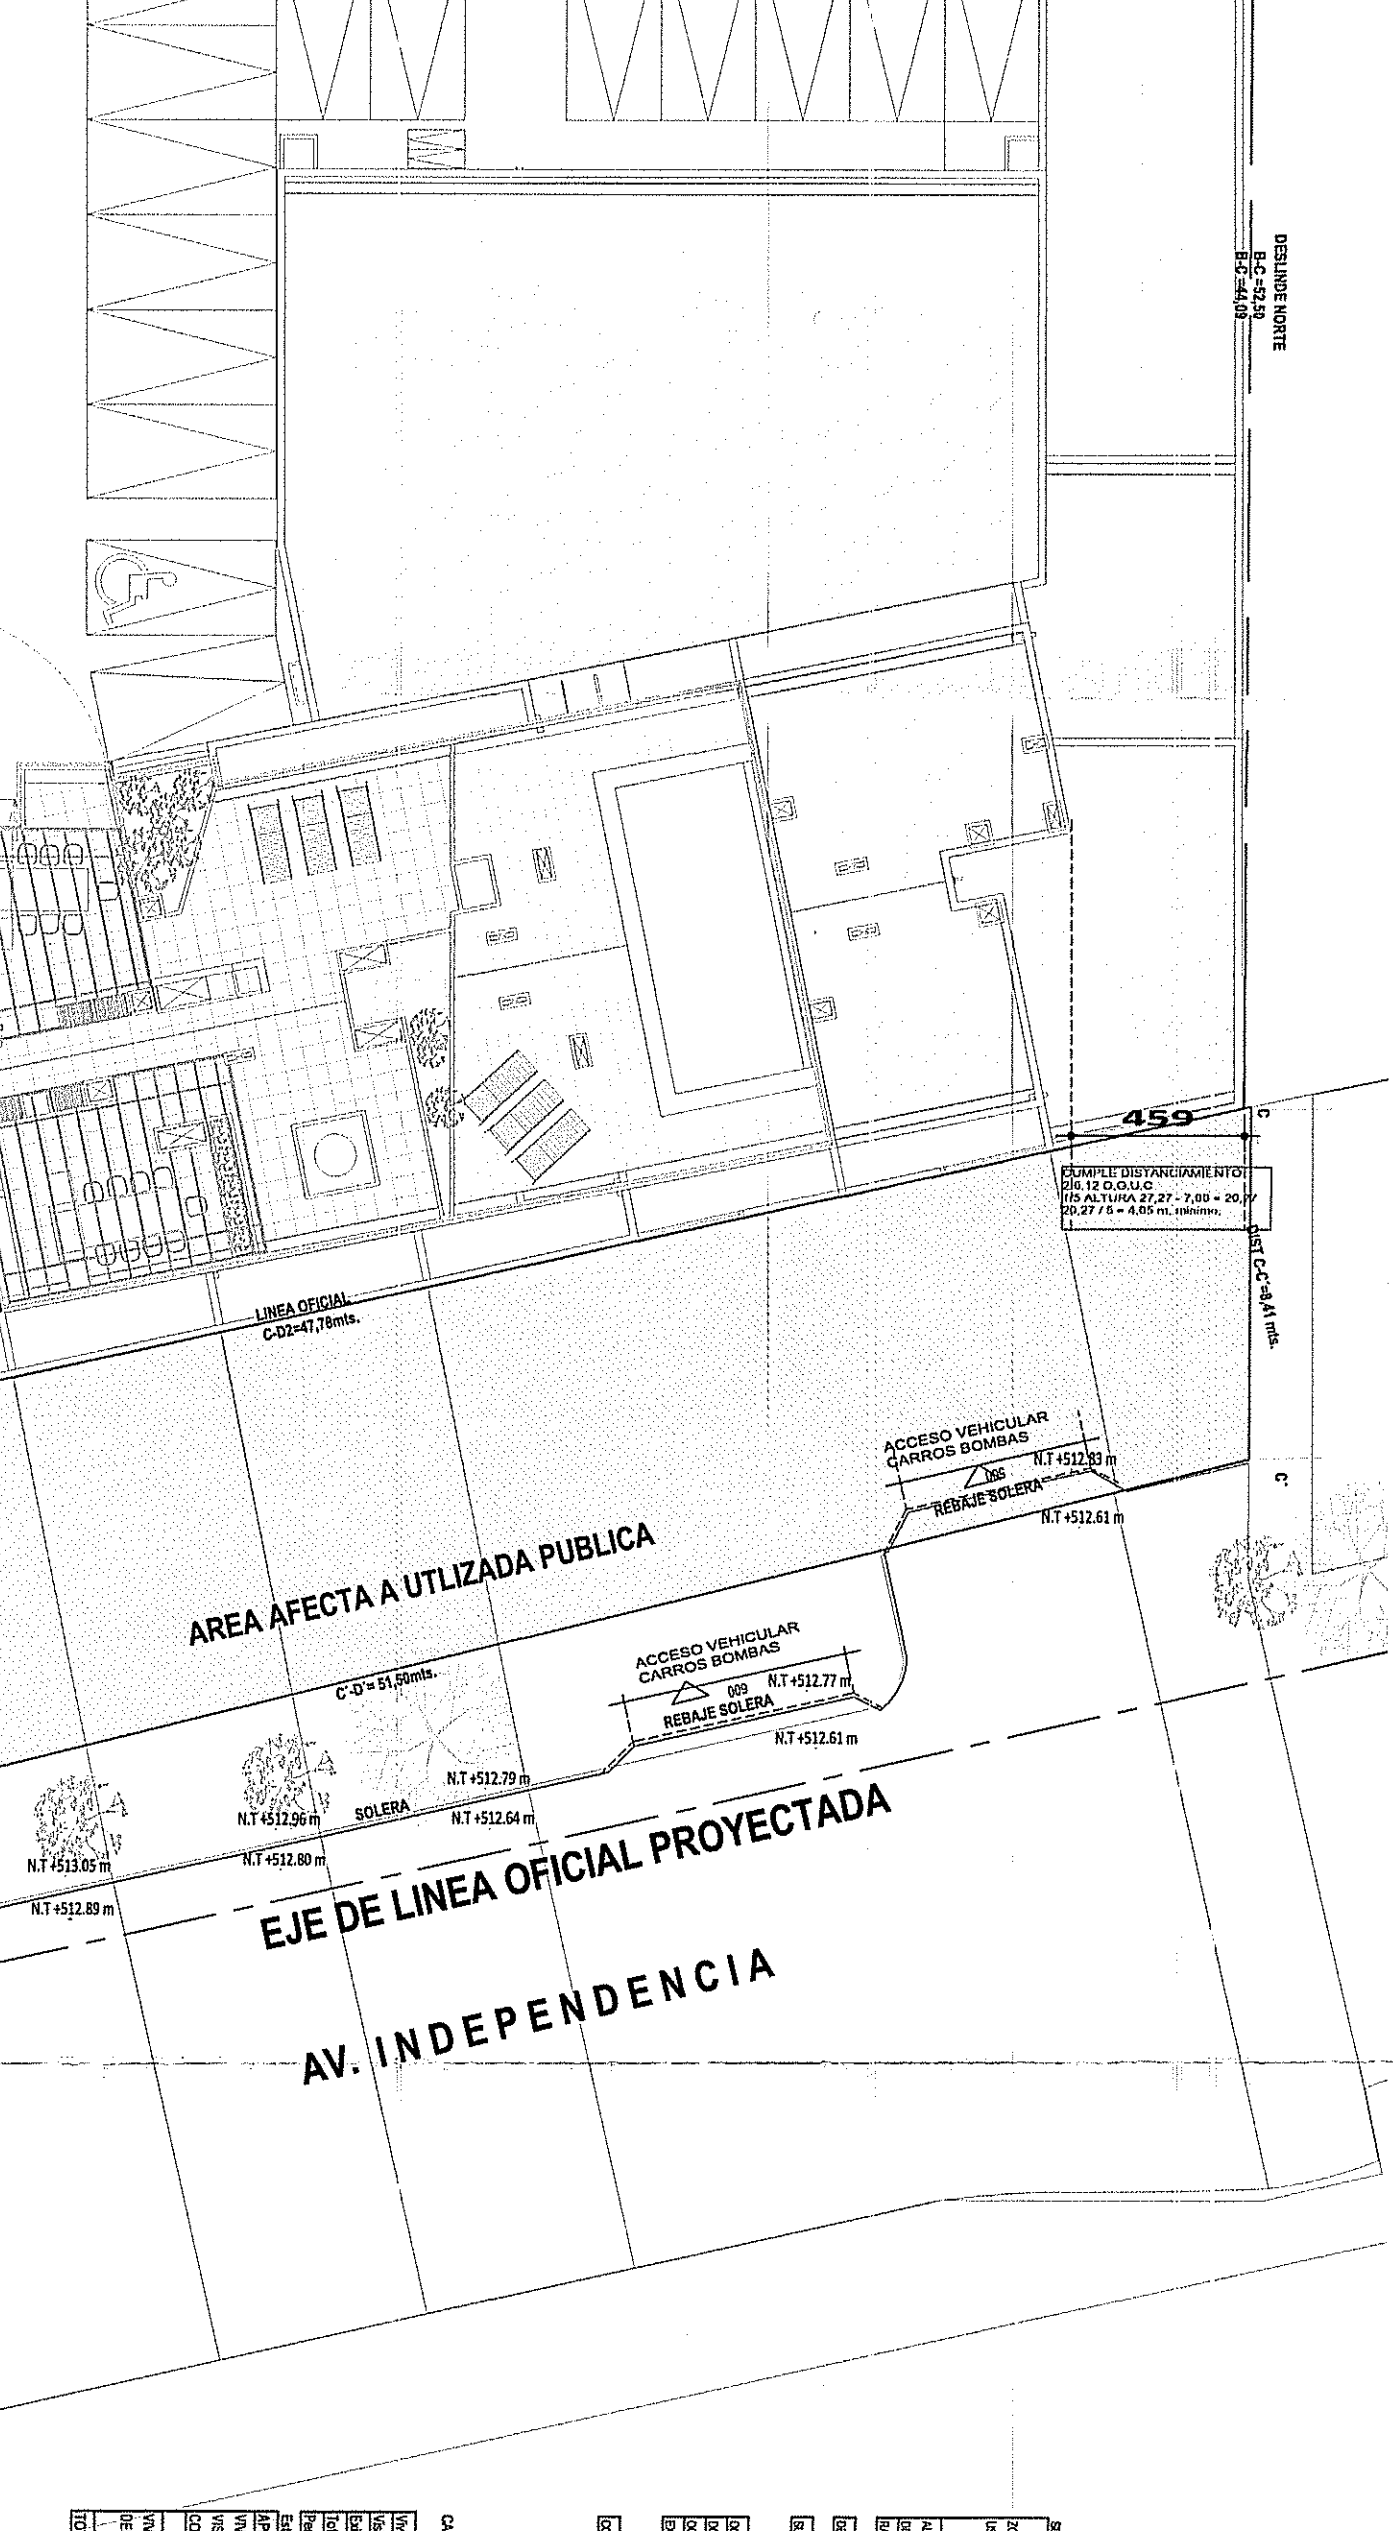 DESLINDE NORTE
B-C =52,50
B-C'=44,09
C
459
CUMPLE DISTANCIAMIENTO
2.6.12 O.G.U.C
1/5 ALTURA 27,27 - 7,00 = 20,27
20,27 / 5 = 4,05 m. minimo.
DIST C-C'=8,41 mts.
LINEA OFICIAL
C-D2=47,78mts.
ACCESO VEHICULAR
CARROS BOMBAS
N.T +512.83 m
REBAJE SOLERA
N.T +512.61 m
C'
AREA AFECTA A UTLIZADA PUBLICA
ACCESO VEHICULAR
CARROS BOMBAS
N.T +512.77 m
600
REBAJE SOLERA
N.T +512.61 m
C'-D'= 51,50mts.
N.T +512.79 m
N.T +512.96 m
SOLERA
N.T +512.64 m
N.T +513.05 m
N.T +512.80 m
N.T +512.89 m
EJE DE LINEA OFICIAL PROYECTADA
AV. INDEPENDENCIA